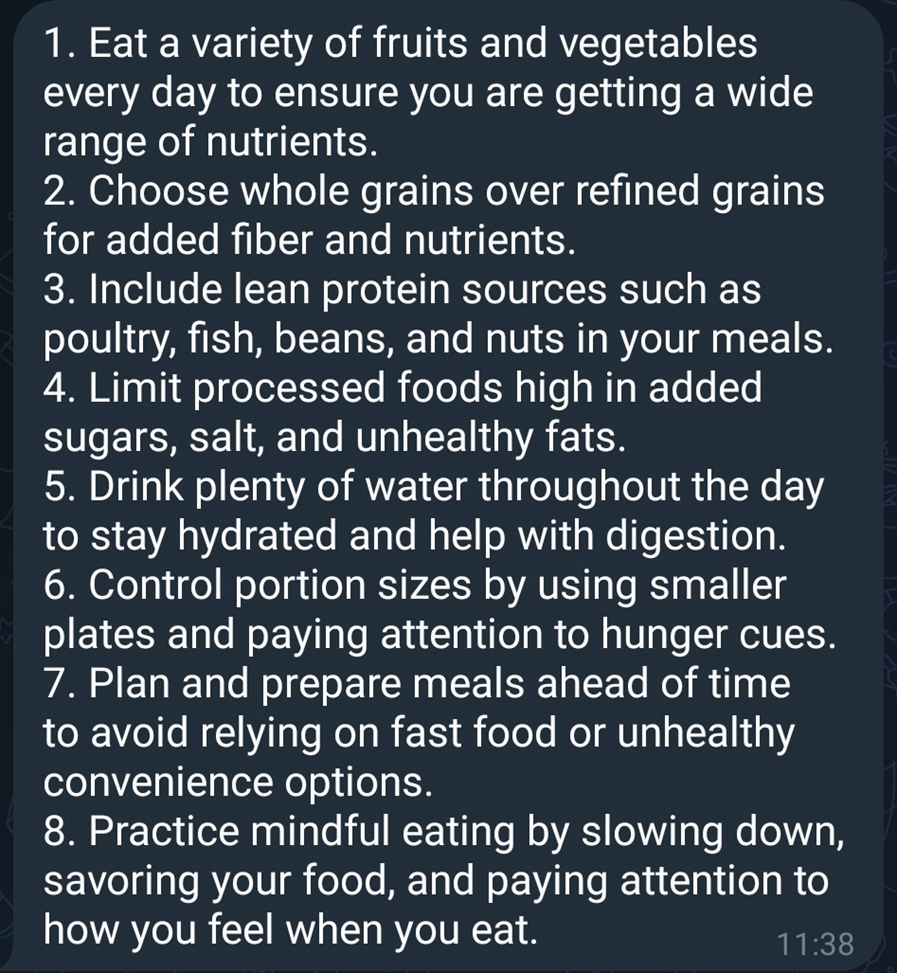 1. Eat a variety of fruits and vegetables
every day to ensure you are getting a wide
range of nutrients.
2. Choose whole grains over refined grains
for added fiber and nutrients.
3. Include lean protein sources such as
poultry, fish, beans, and nuts in your meals.
4. Limit processed foods high in added
sugars, salt, and unhealthy fats.
5. Drink plenty of water throughout the day
to stay hydrated and help with digestion.
6. Control portion sizes by using smaller
plates and paying attention to hunger cues.
7. Plan and prepare meals ahead of time
to avoid relying on fast food or unhealthy
convenience options.
8. Practice mindful eating by slowing down,
savoring your food, and paying attention to
how you feel when you eat.
11:38